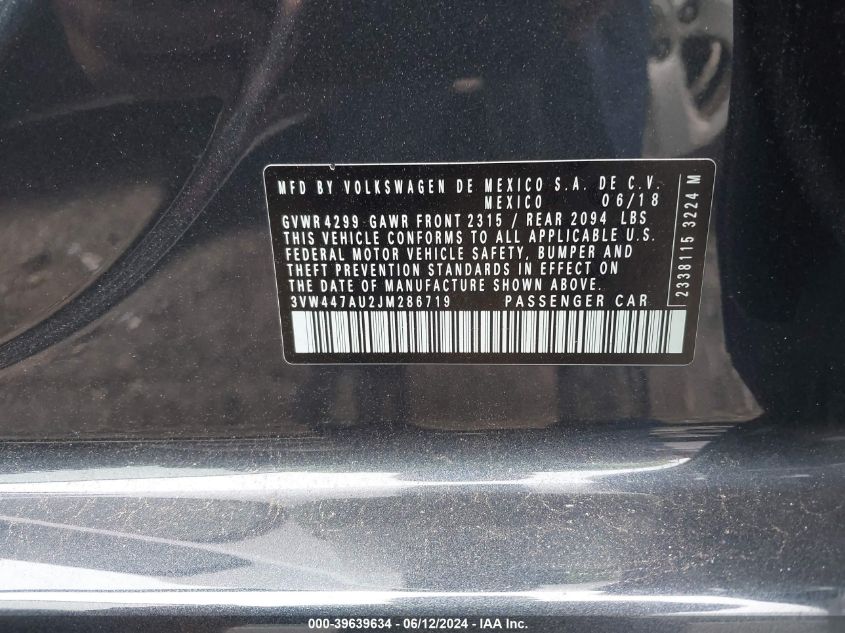 MFD BY VOLKSWAGEN DE MEXICO S.A. DE C.V.
MEXICO 06/18
GVWR 4299 GAWR FRONT 2315 / REAR 2094 LBS
THIS VEHICLE CONFORMS TO ALL APPLICABLE U.S.
FEDERAL MOTOR VEHICLE SAFETY, BUMPER AND
THEFT PREVENTION STANDARDS IN EFFECT ON
THE DATE OF MANUFACTURE SHOWN ABOVE.
3VW447AU2JM286719 PASSENGER CAR
2338115 3224 M
000-39639634 - 06/12/2024 - IAA Inc.